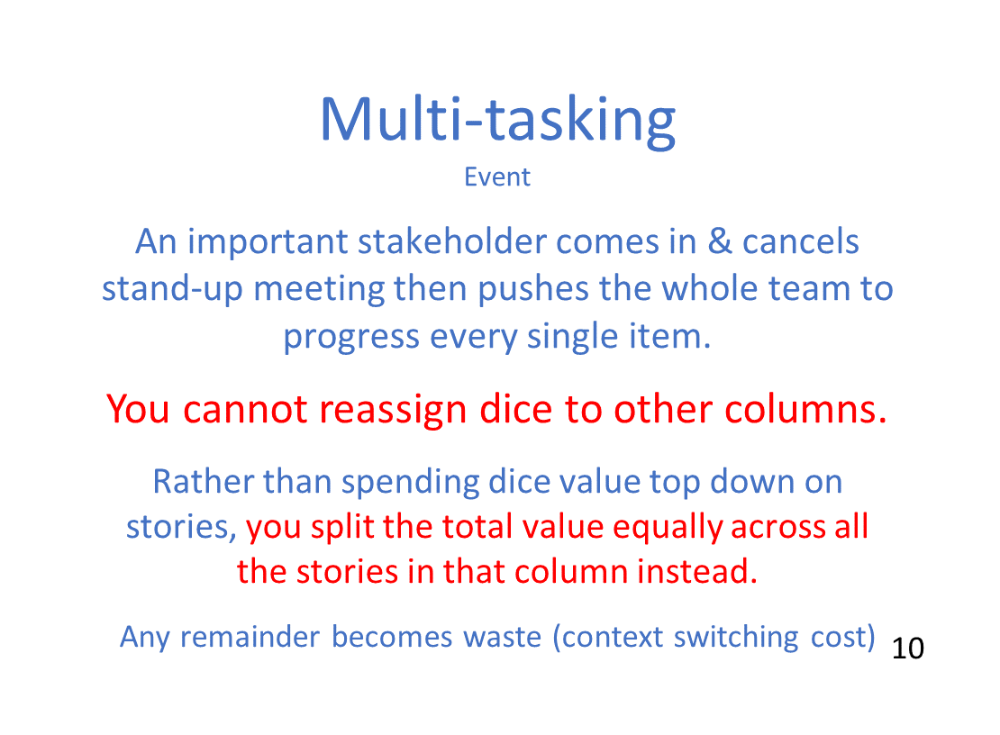 Multi-tasking
Event
An important stakeholder comes in & cancels
stand-up meeting then pushes the whole team to
progress every single item.
You cannot reassign dice to other columns.
Rather than spending dice value top down on
stories, you split the total value equally across all
the stories in that column instead.
Any remainder becomes waste (context switching cost)
10